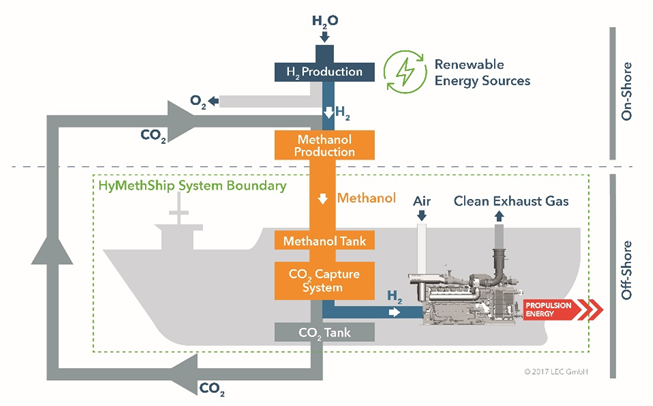 H₂O
H₂ Production
Renewable
Energy Sources
On-Shore
O₂
H₂
CO₂
Methanol
Production
HyMethShip System Boundary
Methanol
Air
Clean Exhaust Gas
Methanol Tank
CO₂ Capture
System
Off-Shore
H₂
PROPULSION
ENERGY
CO₂ Tank
© 2017 LEC GmbH
CO₂